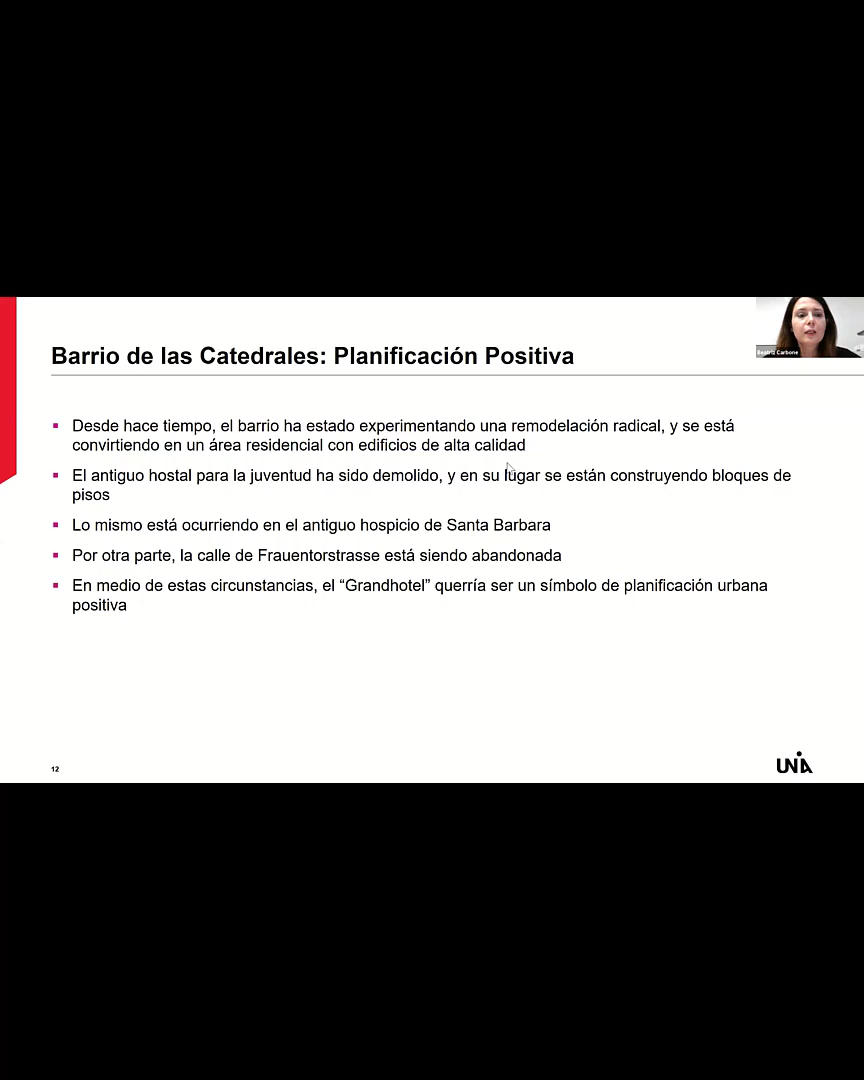 Beatriz Carbone
Barrio de las Catedrales: Planificación Positiva
Desde hace tiempo, el barrio ha estado experimentando una remodelación radical, y se está
convirtiendo en un área residencial con edificios de alta calidad
El antiguo hostal para la juventud ha sido demolido, y en su lugar se están construyendo bloques de
pisos
Lo mismo está ocurriendo en el antiguo hospicio de Santa Barbara
Por otra parte, la calle de Frauentorstrasse está siendo abandonada
En medio de estas circunstancias, el “Grandhotel” querría ser un símbolo de planificación urbana
positiva
12
UNIA